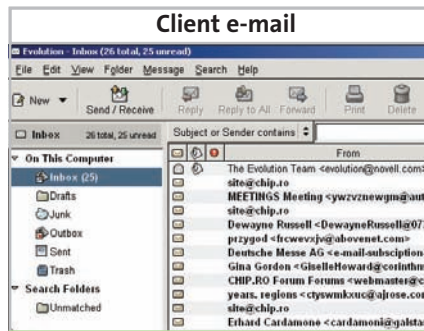 Client e-mail
Evolution - Inbox (26 total, 25 unread)
File Edit View Folder Message Search Help
New Send / Receive Reply Reply to All Forward Print Delete
Inbox 26 total, 25 unread Subject or Sender contains
From
On This Computer
Inbox (25)
Drafts
Junk
Outbox
Sent
Trash
Search Folders
Unmatched
The Evolution Team <evolution@novell.com>
site@chip.ro
MEETINGS Meeting <ywzvznewgm@aut
site@chip.ro
Dewayne Russell <DewayneRussell@07
przygod <frcwevxjv@abovenet.com>
Deutsche Messe AG <e-mail-subsciption
Gina Gordon <GiselleHoward@corinthm
CHIP.RO Forum Forums <webmaster@c
years, regions <ctyswmkxuc@ajrose.cor
site@chip.ro
Erhard Cardamone <cardamoni@galstar